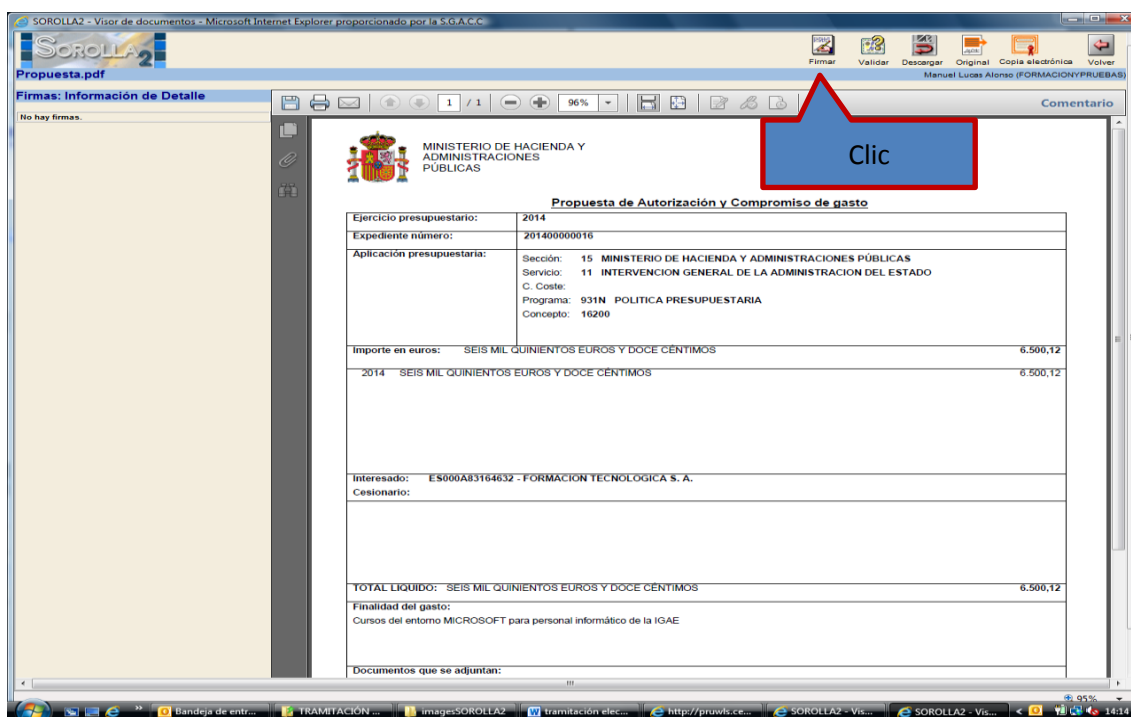 SOROLLA2 - Visor de documentos - Microsoft Internet Explorer proporcionado por la S.G.A.C.C
SOROLLA2
Firmar Validar Descargar Original Copia electrónica Volver
Propuesta.pdf
Manuel Lucas Alonso (FORMACIONYPRUEBAS)
Firmas: Información de Detalle
No hay firmas.
1 / 1 96% Comentario
Clic
MINISTERIO DE HACIENDA Y
ADMINISTRACIONES
PÚBLICAS
Propuesta de Autorización y Compromiso de gasto
Ejercicio presupuestario: 2014
Expediente número: 201400000016
Aplicación presupuestaria:
Sección: 15 MINISTERIO DE HACIENDA Y ADMINISTRACIONES PÚBLICAS
Servicio: 11 INTERVENCION GENERAL DE LA ADMINISTRACION DEL ESTADO
C. Coste:
Programa: 931N POLITICA PRESUPUESTARIA
Concepto: 16200
Importe en euros: SEIS MIL QUINIENTOS EUROS Y DOCE CÉNTIMOS 6.500,12
2014 SEIS MIL QUINIENTOS EUROS Y DOCE CÉNTIMOS 6.500,12
Interesado: ES000A83164632 - FORMACION TECNOLOGICA S. A.
Cesionario:
TOTAL LIQUIDO: SEIS MIL QUINIENTOS EUROS Y DOCE CÉNTIMOS 6.500,12
Finalidad del gasto:
Cursos del entorno MICROSOFT para personal informático de la IGAE
Documentos que se adjuntan:
95%
Bandeja de entr... TRAMITACIÓN ... imagesSOROLLA2 tramitación elec... http://pruwls.ce... SOROLLA2 - Vis... SOROLLA2 - Vis... 14:14